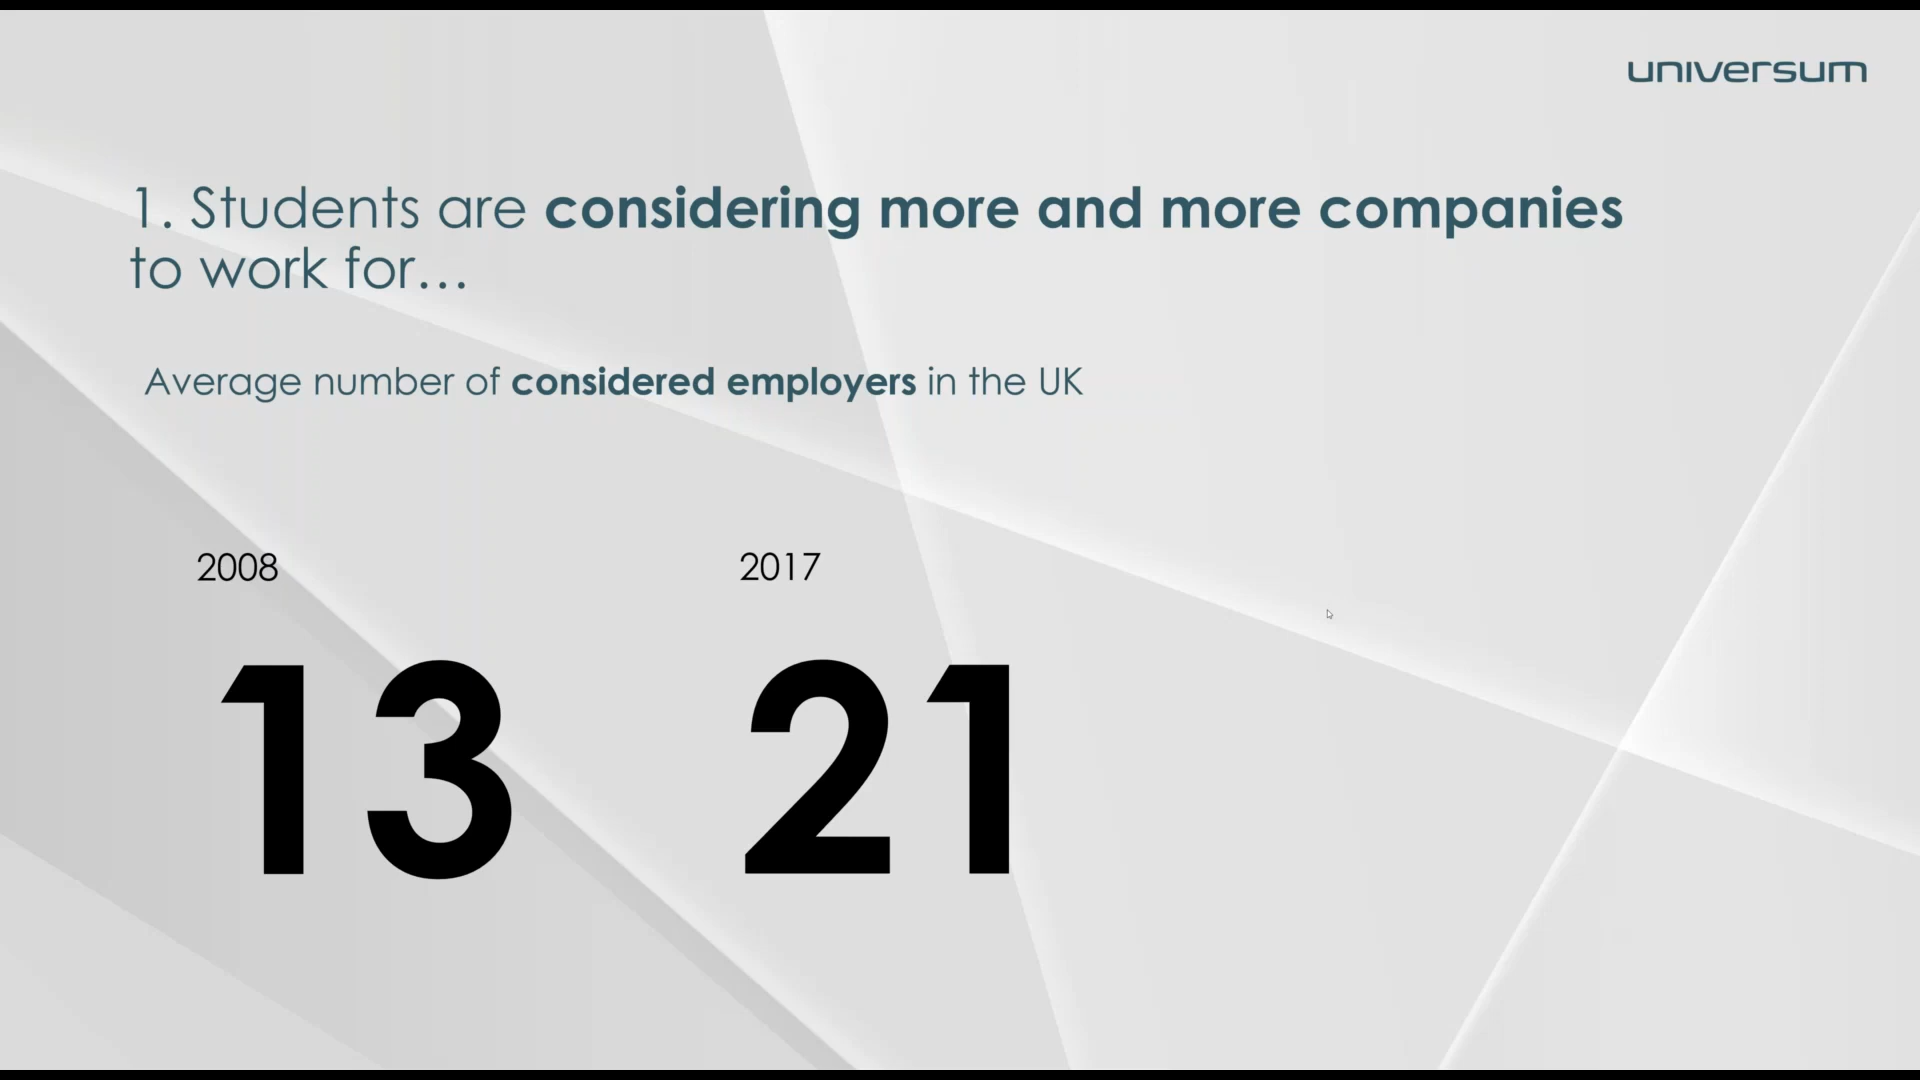 universum
1. Students are considering more and more companies
to work for...
Average number of considered employers in the UK
2008
2017
13
21